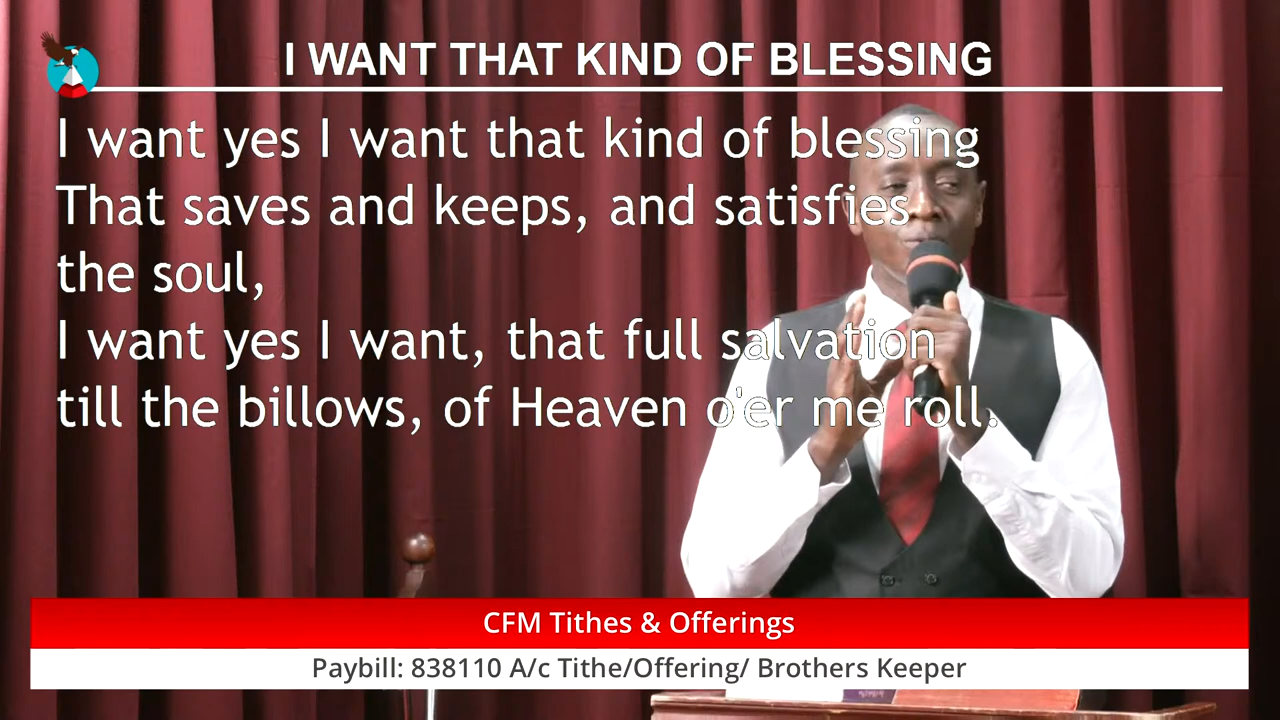 I WANT THAT KIND OF BLESSING
I want yes I want that kind of blessing
That saves and keeps, and satisfies
the soul,
I want yes I want, that full salvation
till the billows, of Heaven o'er me roll.
CFM Tithes & Offerings
Paybill: 838110 A/c Tithe/Offering/ Brothers Keeper